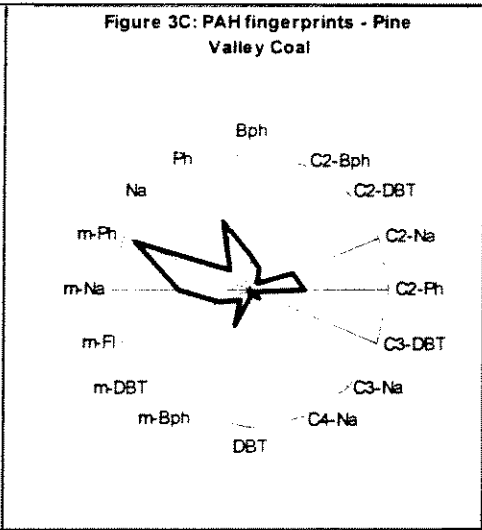 Figure 3C: PAH fingerprints - Pine
Valley Coal
Bph
C2-Bph
C2-DBT
C2-Na
C2-Ph
C3-DBT
C3-Na
C4-Na
DBT
m-Bph
m-DBT
m-Fl
m-Na
m-Ph
Na
Ph